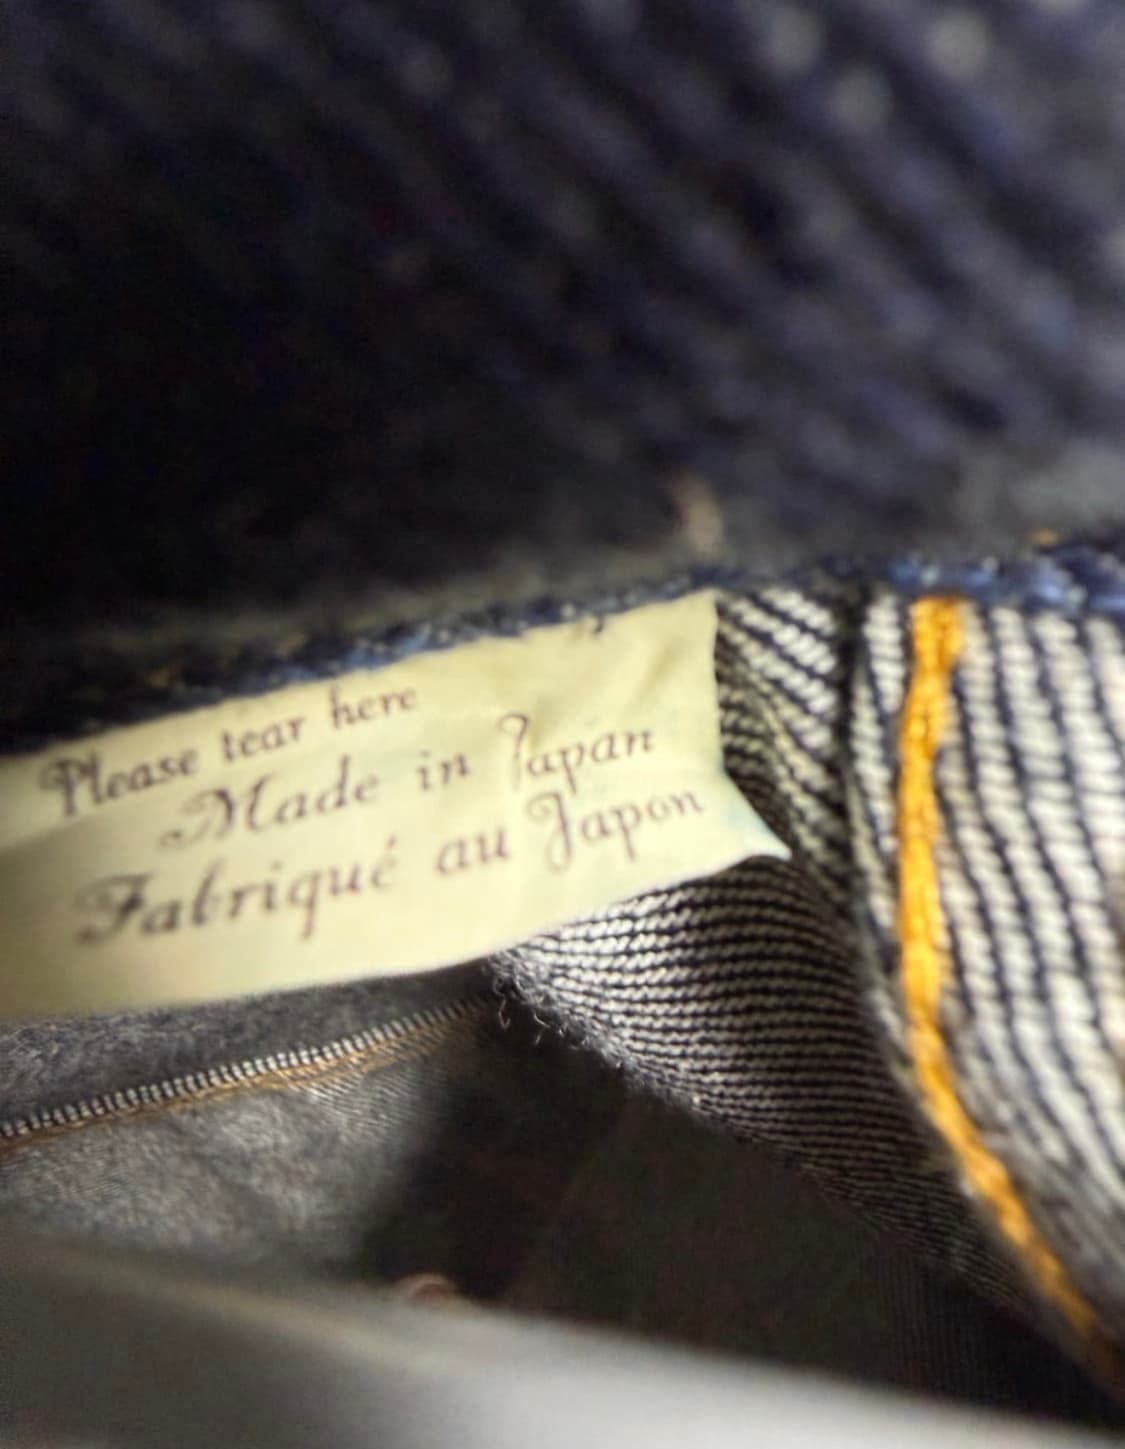 Please tear here
Made in Japan
Fabriqué au Japon